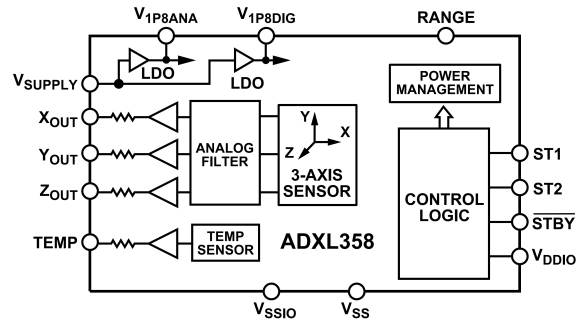 V1P8ANA
V1P8DIG
RANGE
LDO
LDO
VSUPPLY
POWER
MANAGEMENT
XOUT
YOUT
ZOUT
ANALOG
FILTER
Y
X
Z
3-AXIS
SENSOR
CONTROL
LOGIC
ST1
ST2
STBY
VDDIO
TEMP
TEMP
SENSOR
ADXL358
VSSIO
VSS